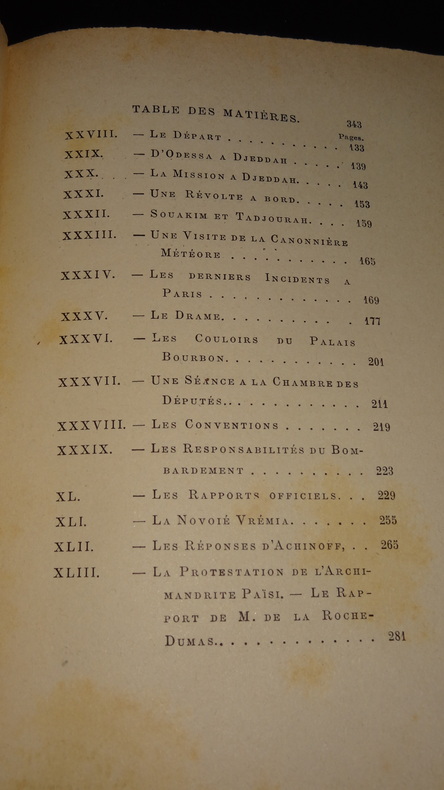 TABLE DES MATIÈRES. 343
Pages.
XXVIII. — LE DÉPART . . . . . . . . . . . 133
XXIX. — D'ODESSA A DJEDDAH . . . . . 139
XXX. — LA MISSION A DJEDDAH. . . . . 143
XXXI. — UNE RÉVOLTE A BORD. . . . . 153
XXXII. — SOUAKIM ET TADJOURAH. . . . 159
XXXIII. — UNE VISITE DE LA CANONNIÈRE
MÉTÉORE . . . . . . . . . . . . 165
XXXIV. — LES DERNIERS INCIDENTS A
PARIS . . . . . . . . . . . . . 169
XXXV. — LE DRAME. . . . . . . . . . . . 177
XXXVI. — LES COULOIRS DU PALAIS
BOURBON. . . . . . . . . . . . 201
XXXVII. — UNE SÉANCE A LA CHAMBRE DES
DÉPUTÉS.. . . . . . . . . . . . 211
XXXVIII. — LES CONVENTIONS . . . . . . . 219
XXXIX. — LES RESPONSABILITÉS DU BOM-
BARDEMENT . . . . . . . . . . 223
XL. — LES RAPPORTS OFFICIELS. . . 229
XLI. — LA NOVOIÉ VRÉMIA. . . . . . . 255
XLII. — LES RÉPONSES D'ACHINOFF, . . 265
XLIII. — LA PROTESTATION DE L'ARCHI-
MANDRITE PAÏSI. — LE RAP-
PORT DE M. DE LA ROCHE-
DUMAS.. . . . . . . . . . . . . . 281